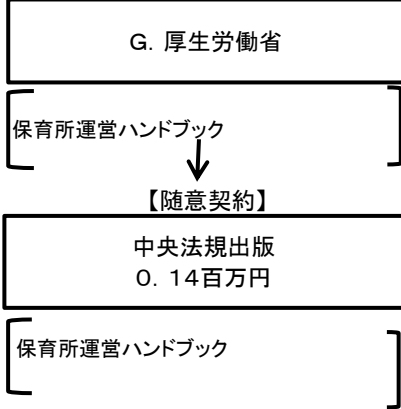 G. 厚生労働省
保育所運営ハンドブック
【随意契約】
中央法規出版
0. 14百万円
保育所運営ハンドブック